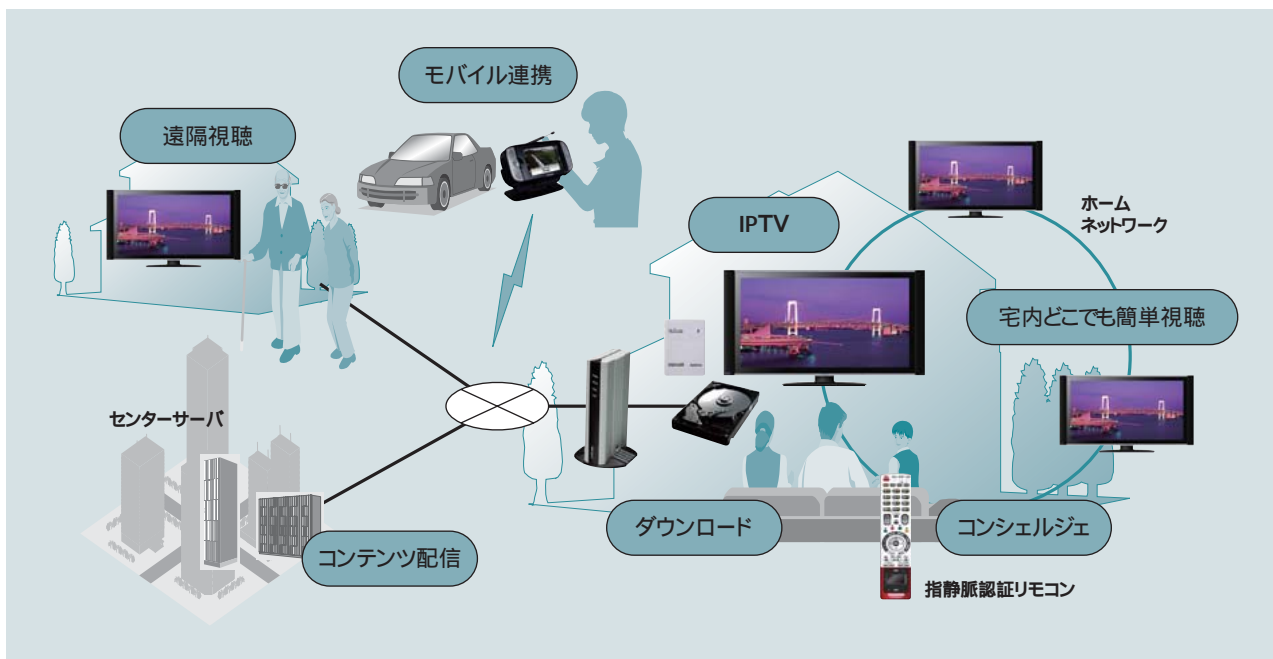 モバイル連携
遠隔視聴
ホーム
ネットワーク
IPTV
宅内どこでも簡単視聴
センターサーバ
ダウンロード
コンシェルジェ
コンテンツ配信
指静脈認証リモコン